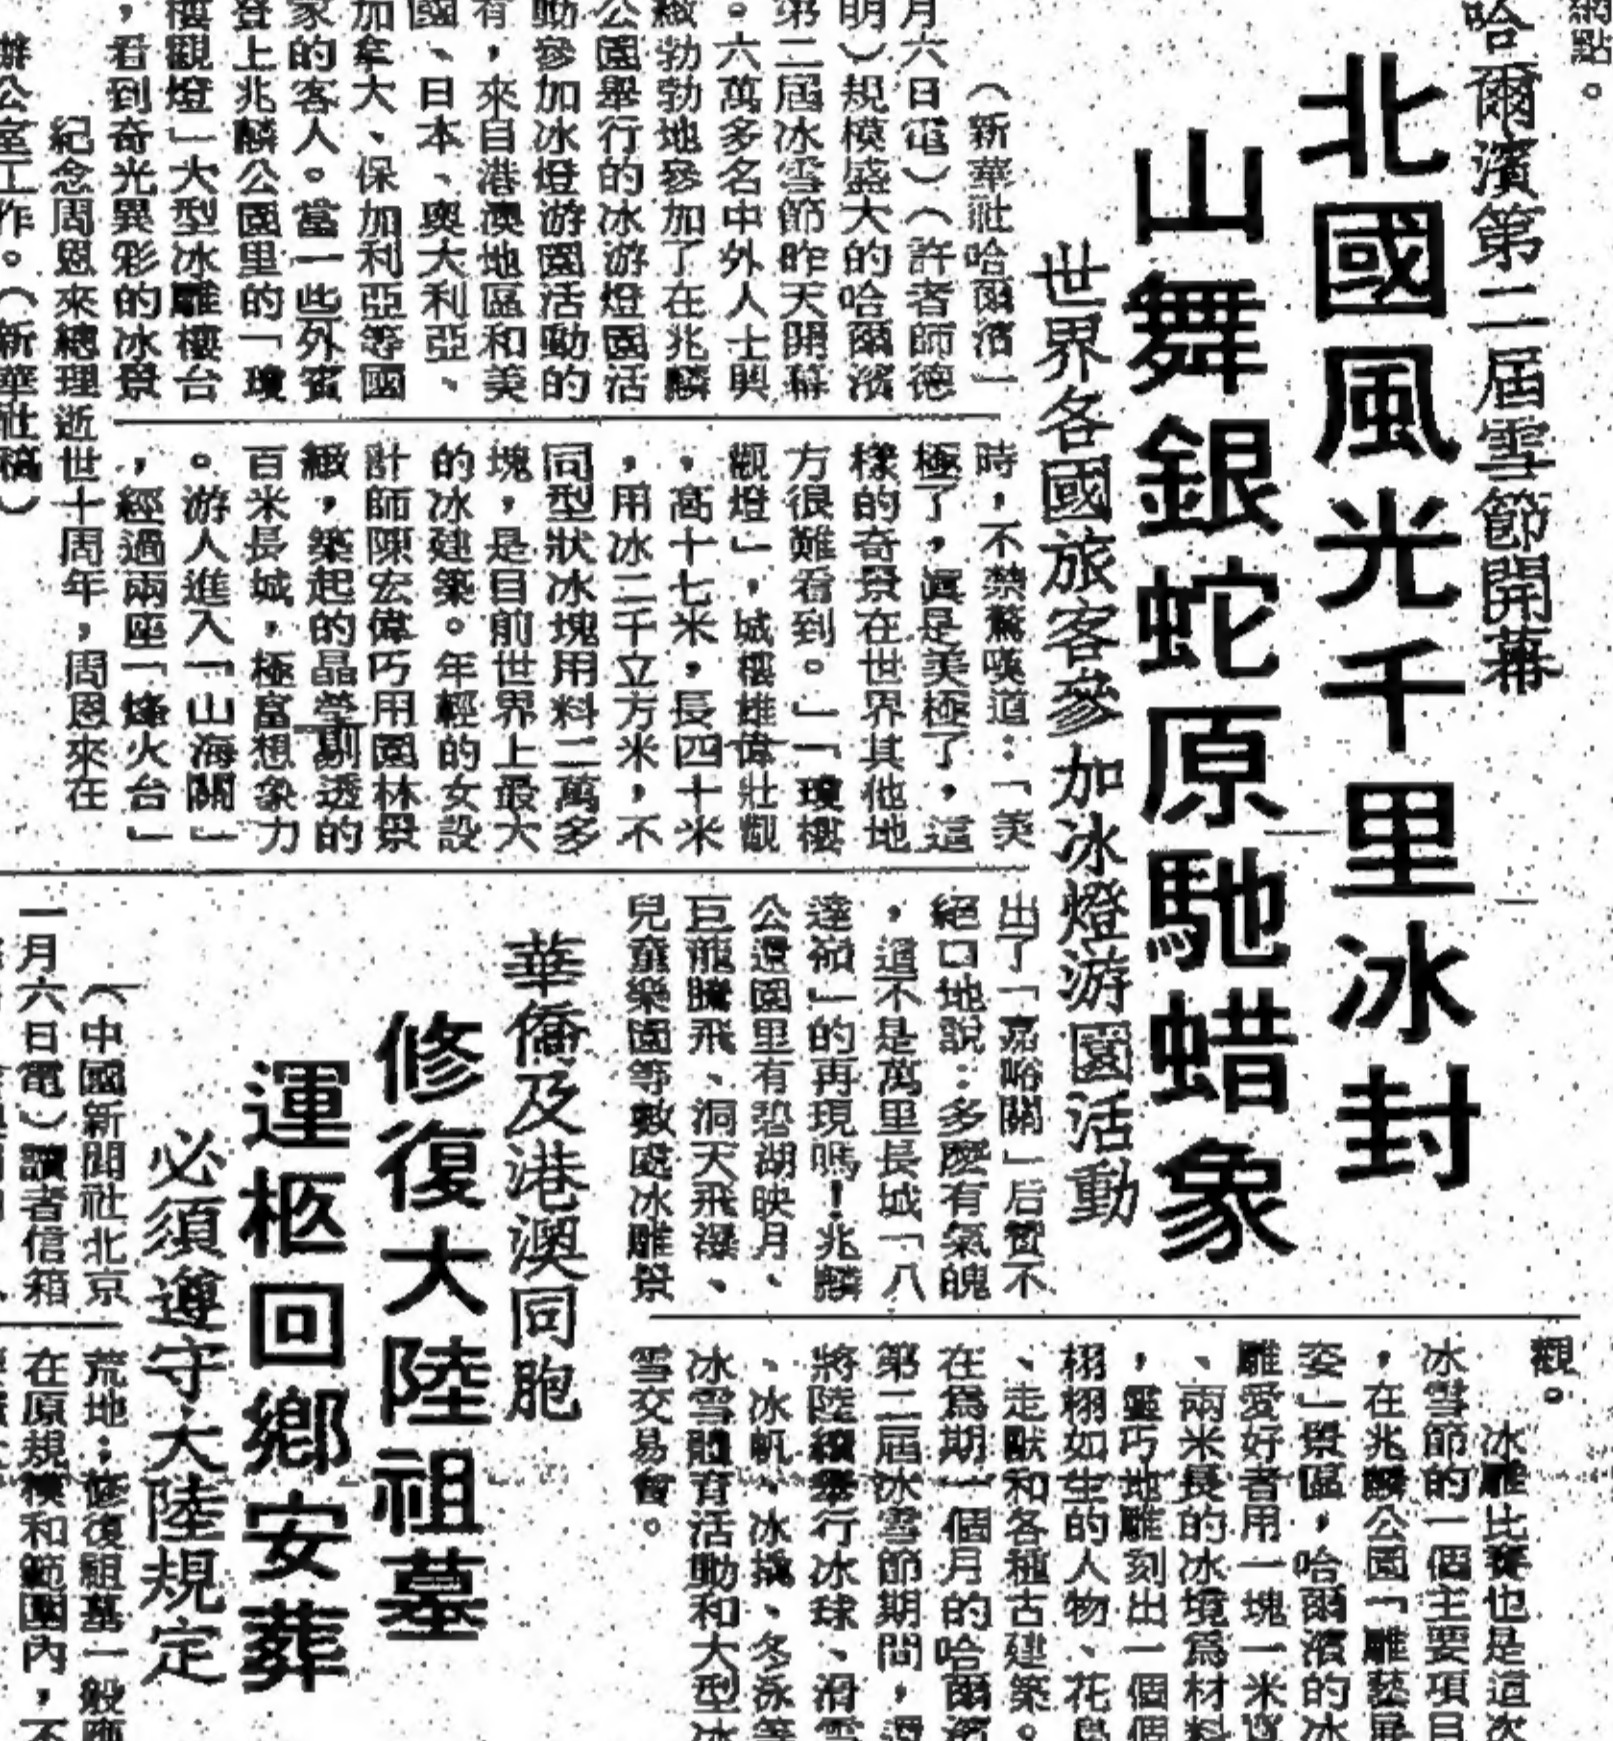 網點。
哈爾濱第二屆雪節開幕
北國風光千里冰封
山舞銀蛇原馳蜡象
世界各國旅客參加冰燈游園活動
（新華社哈爾濱一
月六日電）（許者師德
明）規模盛大的哈爾濱
第二屆冰雪節昨天開幕
。六萬多名中外人士興
緻勃勃地參加了在兆麟
公園舉行的冰游燈園活
動參加冰燈游園活動的
有，來自港澳地區和美
國、日本、奧大利亞、
加拿大、保加利亞等國
家的客人。當一些外賓
登上兆麟公園里的「瓊
樓觀燈」大型冰雕樓台
，看到奇光異彩的冰景
時，不禁驚嘆道：「美
極了，真是美極了，這
樣的奇景在世界其他地
方很難看到。」「瓊樓
觀燈」，城樓雄偉壯觀
，高十七米，長四十米
，用冰二千立方米，不
同型狀冰塊用料二萬多
塊，是目前世界上最大
的冰建築。年輕的女設
計師陳宏偉巧用園林景
緻，築起的晶瑩剔透的
百米長城，極富想象力
。游人進入「山海關」
，經過兩座「烽火台」
出了「嘉峪關」后贊不
絕口地說：多麼有氣魄
，這不是萬里長城「八
達嶺」的再現嗎！兆麟
公還園里有碧湖映月、
巨龍騰飛、洞天飛瀑、
兒童樂園等數處冰雕景
觀。
冰雕比賽也是這次
冰雪節的一個主要項目
，在兆麟公園「雕藝展
姿」景區，哈爾濱的冰
雕愛好者用一塊一米寬
、兩米長的冰境爲材料
，靈巧地雕刻出一個個
栩栩如生的人物、花鳥
、走獸和各種古建築。
在爲期一個月的哈爾濱
第二屆冰雪節期間，還
將陸續舉行冰球、滑雪
、冰帆、冰橇、冬泳等
冰雪體育活動和大型冰
雪交易會。
紀念周恩來總理逝世十周年，周恩來在
辦公室工作。（新華社稿）
華僑及港澳同胞
修復大陸祖墓
運柩回鄉安葬
必須遵守大陸規定
（中國新聞社北京
一月六日電）讀者信箱
荒地；修復祖墓一般應
在原規模和範圍內，不